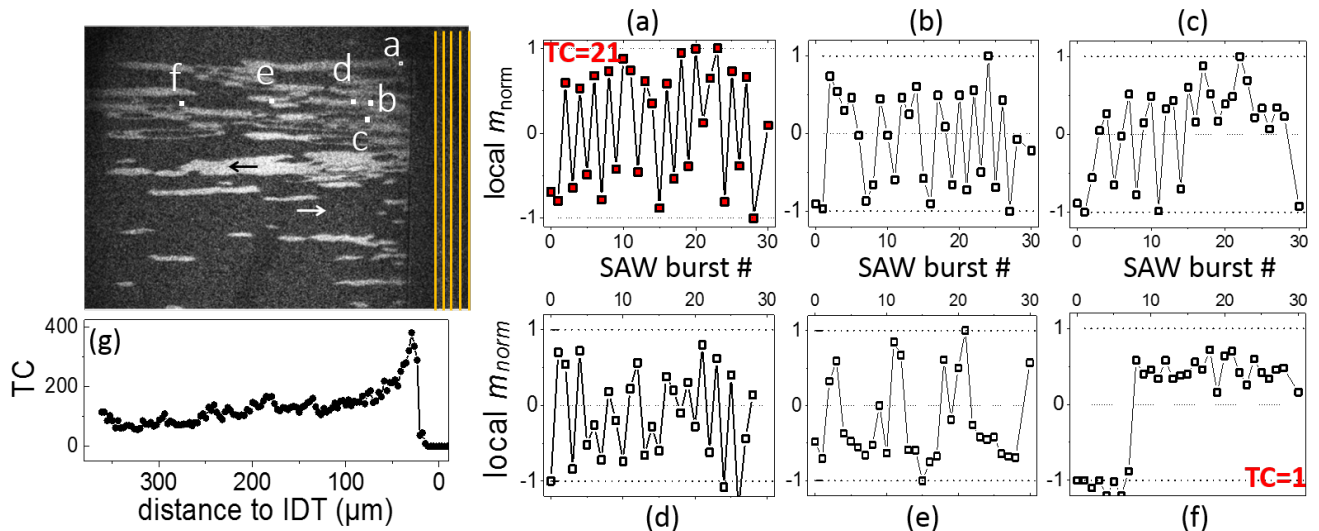 a
f
e
d
b
c
(g)
TC
400
200
0
300
200
100
0
distance to IDT (µm)
(a)
(b)
(c)
TC=21
local m_norm
1
0
-1
1
0
-1
1
0
-1
0 10 20 30
0 10 20 30
0 10 20 30
SAW burst #
SAW burst #
0 10 20 30
0 10 20 30
0 10 20 30
local m_norm
1
0
-1
1
0
-1
1
0
-1
TC=1
(d)
(e)
(f)